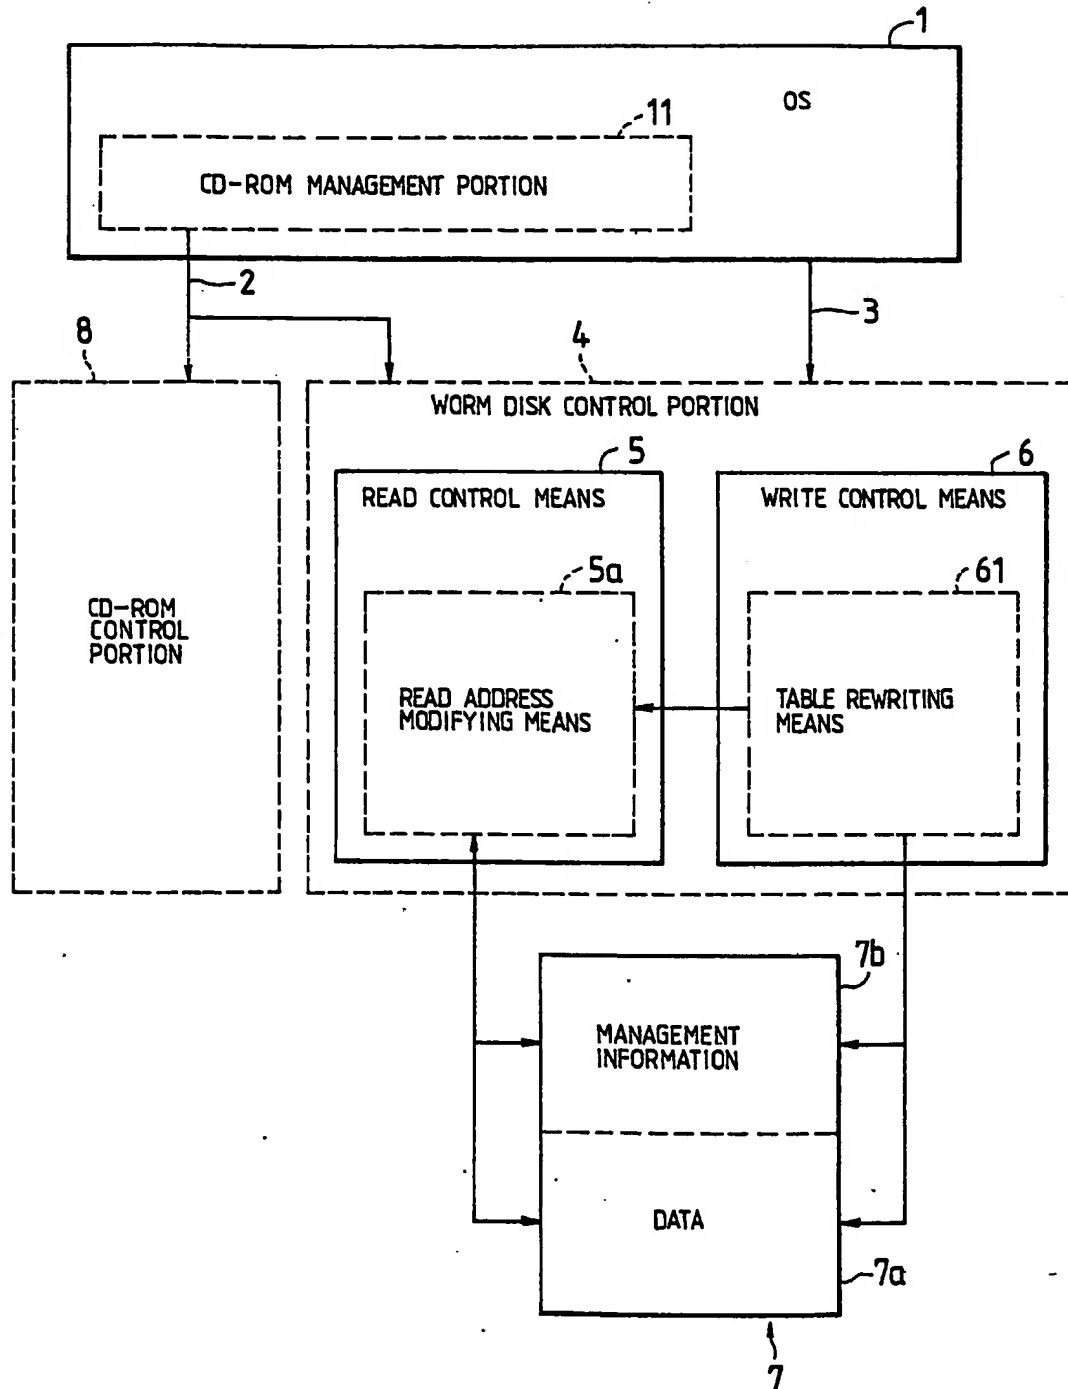 1
OS
11
CD-ROM MANAGEMENT PORTION
2
3
8
4
WORM DISK CONTROL PORTION
5
6
READ CONTROL MEANS
WRITE CONTROL MEANS
5a
61
CD-ROM
CONTROL
PORTION
READ ADDRESS
MODIFYING MEANS
TABLE REWRITING
MEANS
7b
MANAGEMENT
INFORMATION
DATA
7a
7